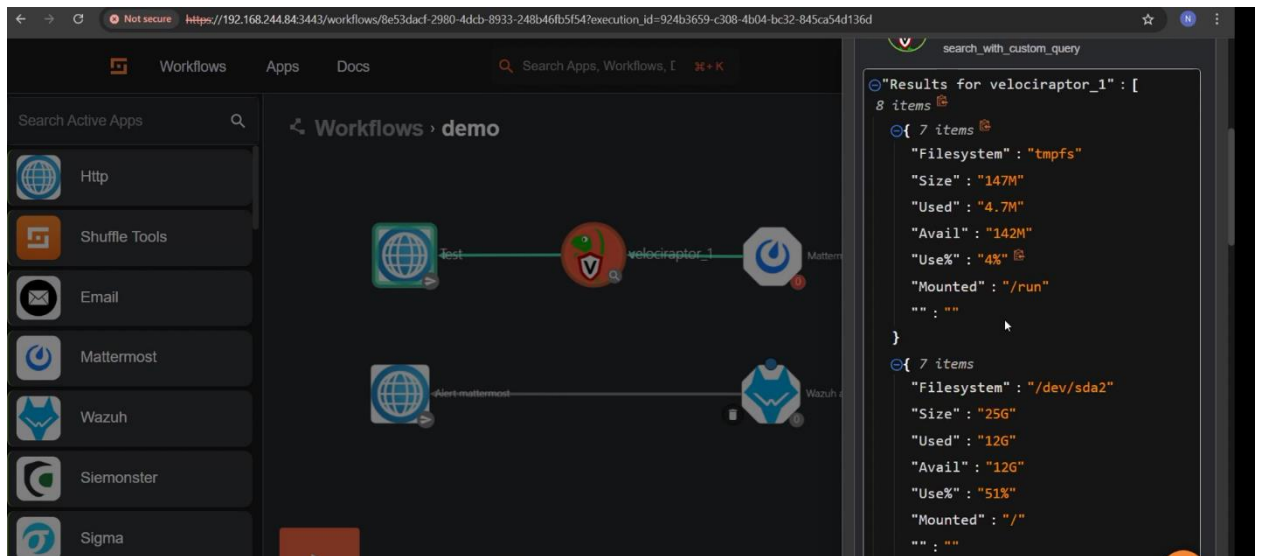 Not secure https://192.168.244.84:3443/workflows/8e53dacf-2980-4dcb-8933-248b46fb5f54?execution_id=924b3659-c308-4b04-bc32-845ca54d136d
N
Workflows Apps Docs Search Apps, Workflows, D ⌘+K
Search Active Apps
Workflows › demo
Http
Shuffle Tools
Email
Mattermost
Wazuh
Siemonster
Sigma
Test
velociraptor_1
Mattern
0
Alert mattermost
Wazuh a
0
search_with_custom_query
"Results for velociraptor_1" : [
8 items
{ 7 items
"Filesystem" : "tmpfs"
"Size" : "147M"
"Used" : "4.7M"
"Avail" : "142M"
"Use%" : "4%"
"Mounted" : "/run"
"" : ""
}
{ 7 items
"Filesystem" : "/dev/sda2"
"Size" : "25G"
"Used" : "12G"
"Avail" : "12G"
"Use%" : "51%"
"Mounted" : "/"
"" : ""